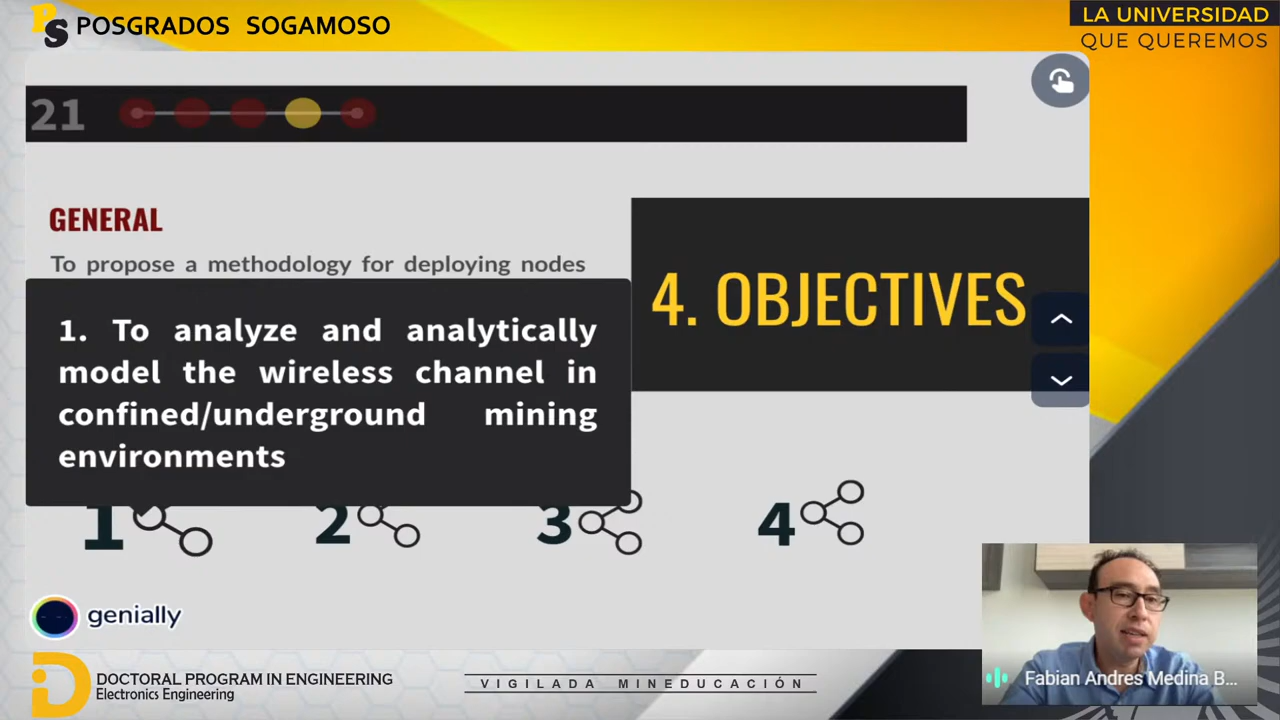 PS POSGRADOS SOGAMOSO
LA UNIVERSIDAD
QUE QUEREMOS
21
GENERAL
To propose a methodology for deploying nodes
4. OBJECTIVES
1. To analyze and analytically
model the wireless channel in
confined/underground mining
environments
1 2 3 4
genially
DOCTORAL PROGRAM IN ENGINEERING
Electronics Engineering
VIGILADA MINEDUCACIÓN
Fabian Andres Medina B...